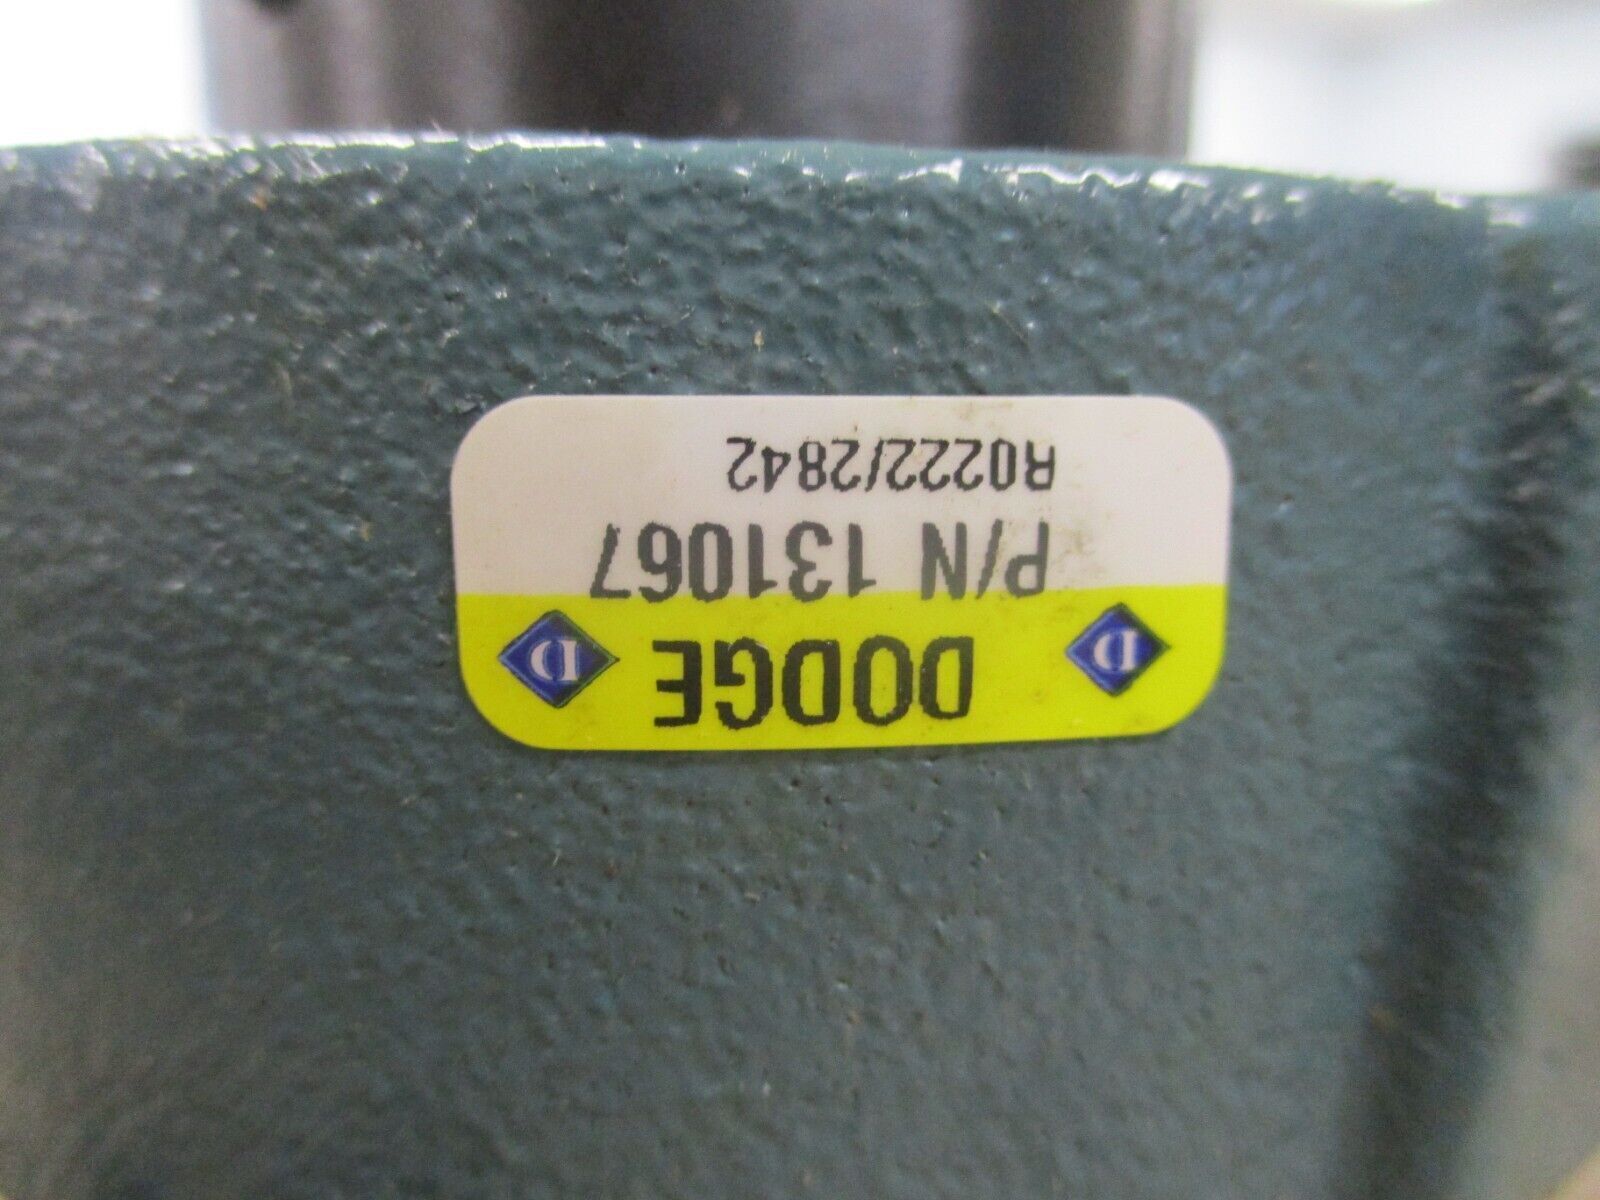 D DODGE D
P/N 131067
R0222/2842